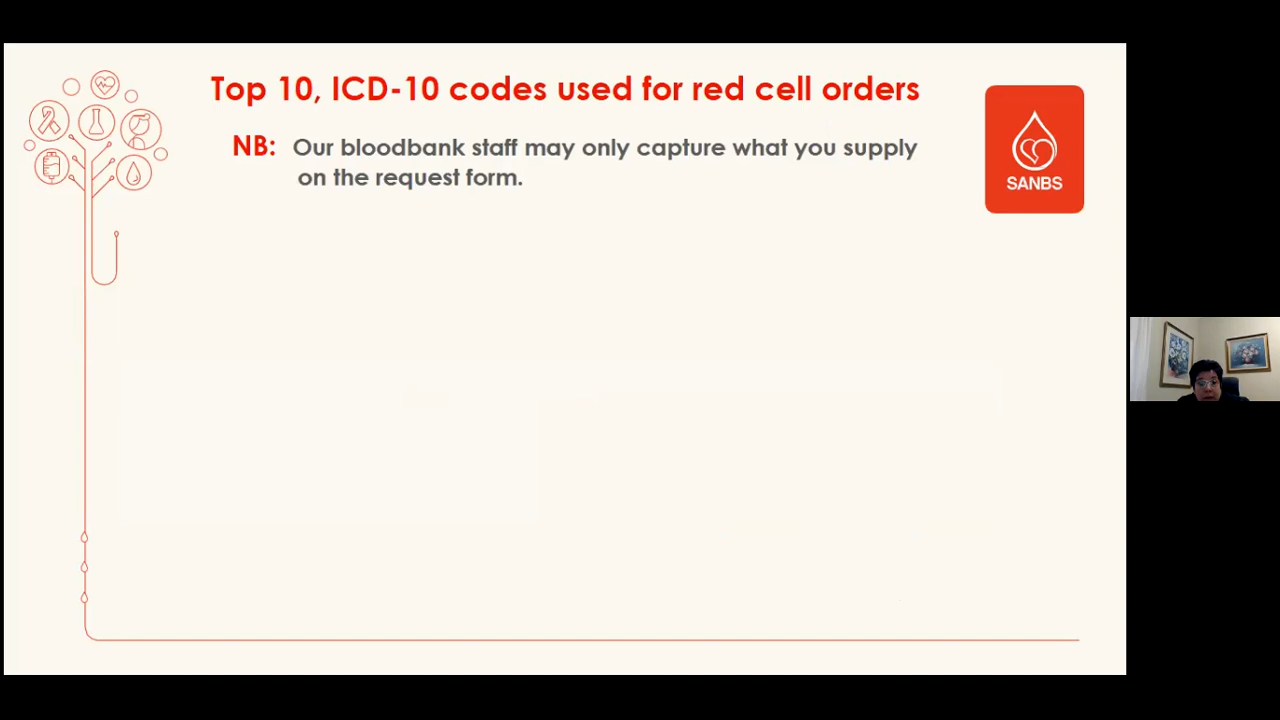 Top 10, ICD-10 codes used for red cell orders
NB: Our bloodbank staff may only capture what you supply
on the request form.
SANBS